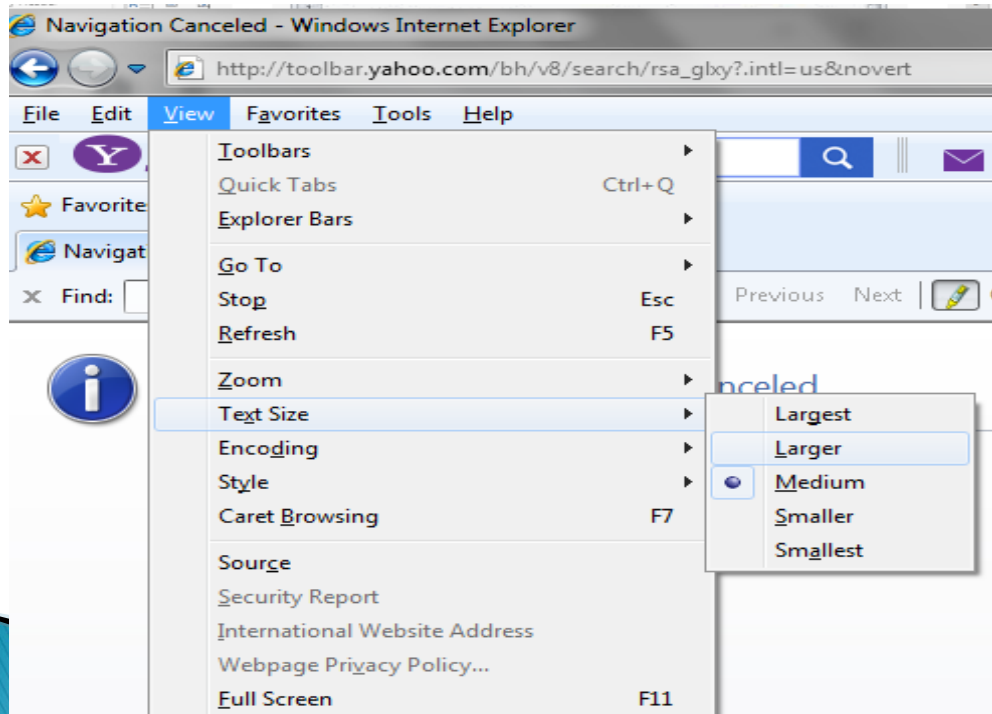 Navigation Canceled - Windows Internet Explorer
http://toolbar.yahoo.com/bh/v8/search/rsa_glxy?.intl=us&novert
File Edit View Favorites Tools Help
Y
Toolbars
Quick Tabs Ctrl+Q
Favorite
Explorer Bars
Navigat
Go To
Find:
Stop Esc
Previous Next
Refresh F5
Zoom
nceled
Text Size
Largest
Encoding
Larger
Style
Medium
Caret Browsing F7
Smaller
Smallest
Source
Security Report
International Website Address
Webpage Privacy Policy...
Full Screen F11